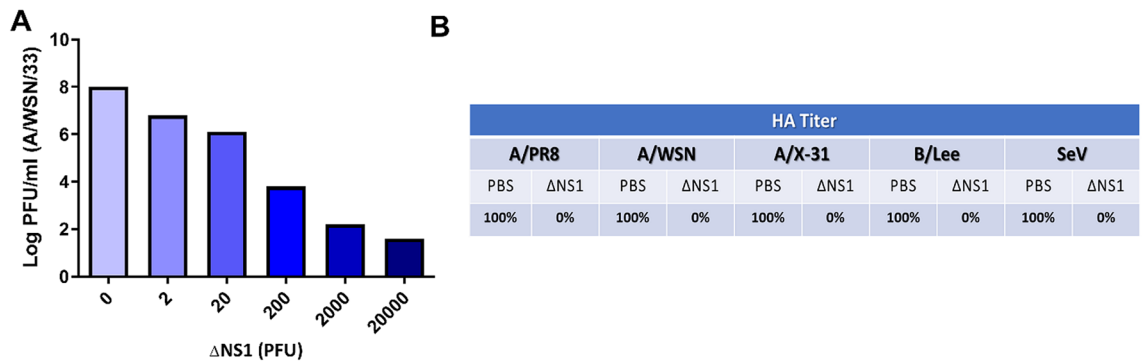 A
Log PFU/ml (A/WSN/33)
10
8
6
4
2
0
0 2 20 200 2000 20000
ΔNS1 (PFU)
B
HA Titer
A/PR8 A/WSN A/X-31 B/Lee SeV
PBS ΔNS1 PBS ΔNS1 PBS ΔNS1 PBS ΔNS1 PBS ΔNS1
100% 0% 100% 0% 100% 0% 100% 0% 100% 0%